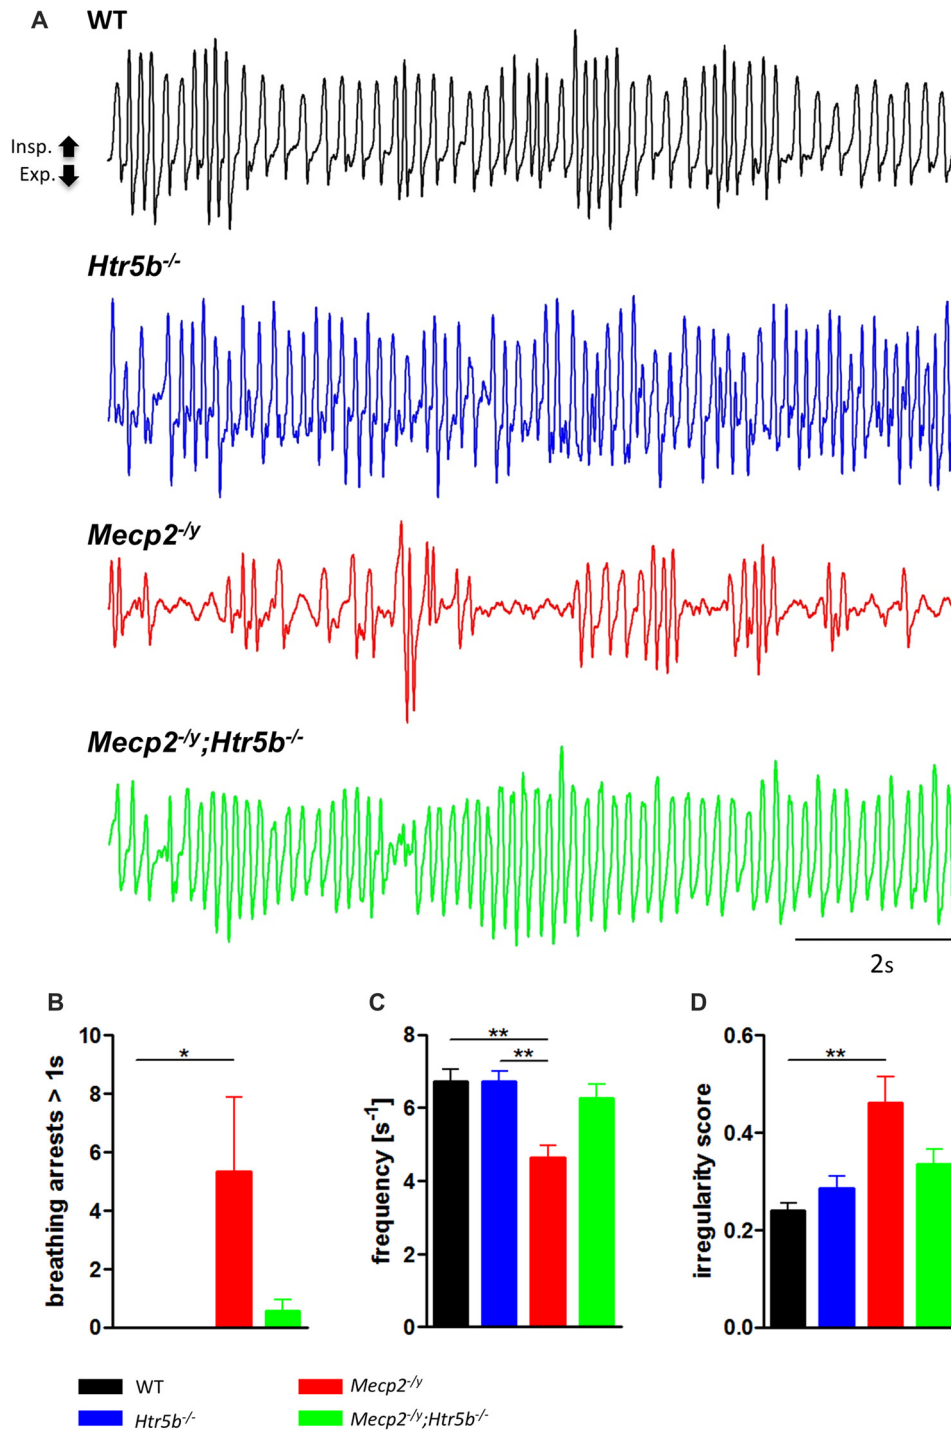 A WT
Insp.
Exp.
Htr5b-/-
Mecp2-/y
Mecp2-/y;Htr5b-/-
2s
B
breathing arrests > 1s
10
8
6
4
2
0
*
C
frequency [s-1]
8
6
4
2
0
**
**
D
irregularity score
0.6
0.4
0.2
0.0
**
WT
Mecp2-/y
Htr5b-/-
Mecp2-/y;Htr5b-/-